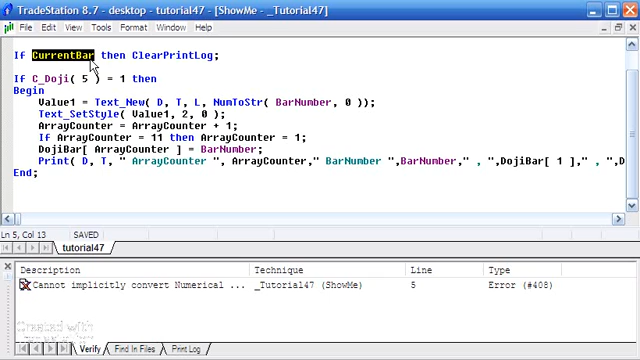 TradeStation 8.7 - desktop - tutorial47 - [ShowMe - _Tutorial47]
File Edit View Tools Format Window Help
If CurrentBar then ClearPrintLog;
If C_Doji( 5 ) = 1 then
Begin
Value1 = Text_New( D, T, L, NumToStr( BarNumber, 0 ));
Text_SetStyle( Value1, 2, 0 );
ArrayCounter = ArrayCounter + 1;
If ArrayCounter = 11 then ArrayCounter = 1;
DojiBar[ ArrayCounter ] = BarNumber;
Print( D, T, " ArrayCounter ", ArrayCounter," BarNumber ",BarNumber," , ",DojiBar[ 1 ]," , ",D
End;
Ln 5, Col 13 SAVED
tutorial47
Description Technique Line Type
Cannot implicitly convert Numerical ... _Tutorial47 (ShowMe) 5 Error (#408)
Created with
Verify Find In Files Print Log